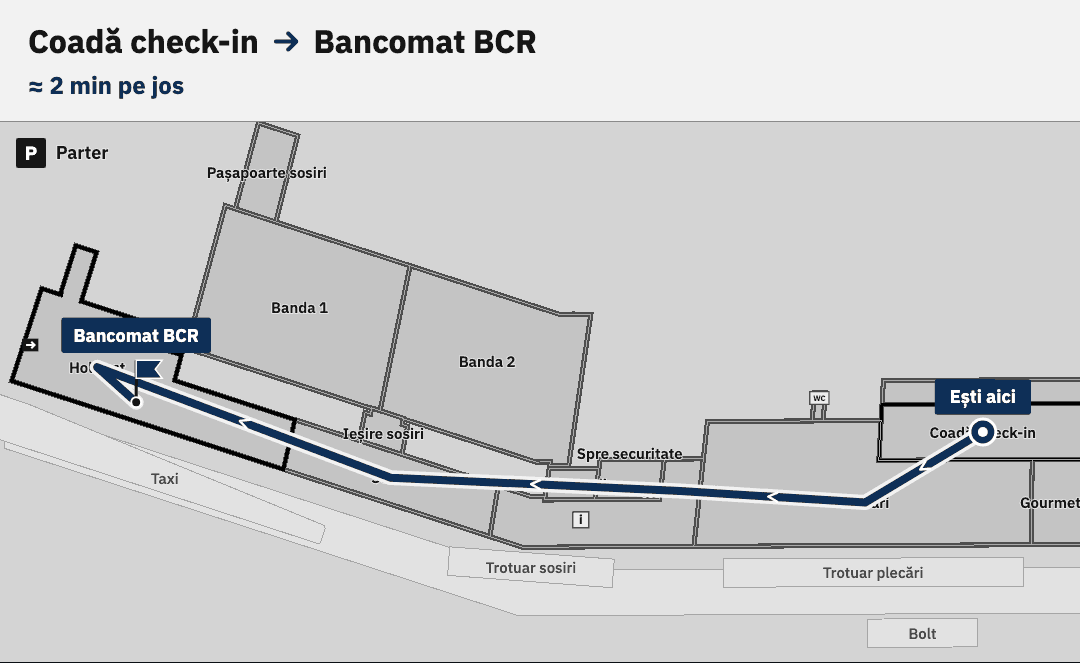 Coadă check-in → Bancomat BCR
≈ 2 min pe jos
P Parter
Pașapoarte sosiri
Banda 1
Bancomat BCR
Banda 2
wc
Ești aici
Ieșire sosiri
Spre securitate
Gourmet
Taxi
i
Trotuar sosiri
Trotuar plecări
Bolt